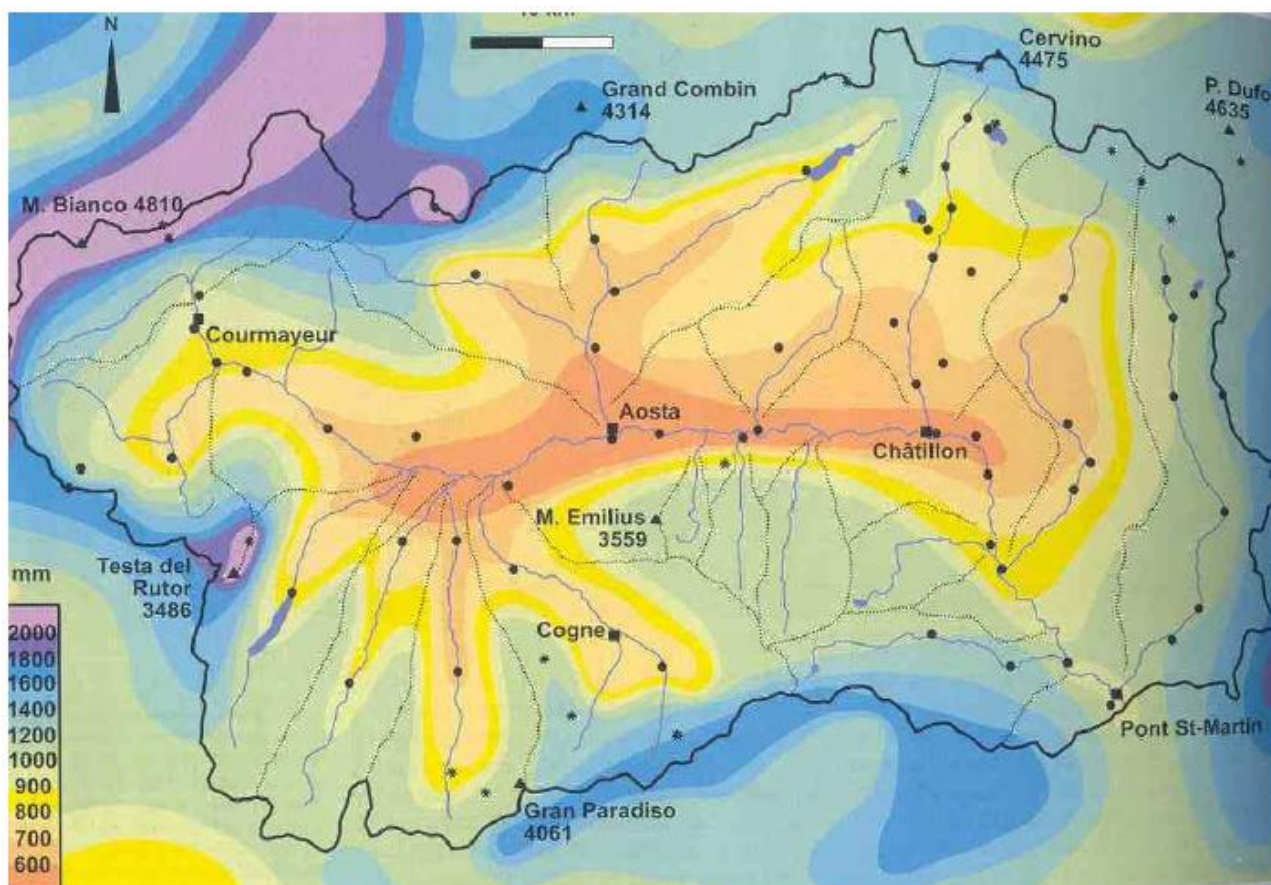 N
Cervino
4475
Grand Combin
4314
P. Dufo
4635
M. Bianco 4810
Courmayeur
Aosta
Châtillon
M. Emilius
3559
Testa del
Rutor
3486
Cogne
Pont St-Martin
Gran Paradiso
4061
mm
2000
1800
1600
1400
1200
1000
900
800
700
600